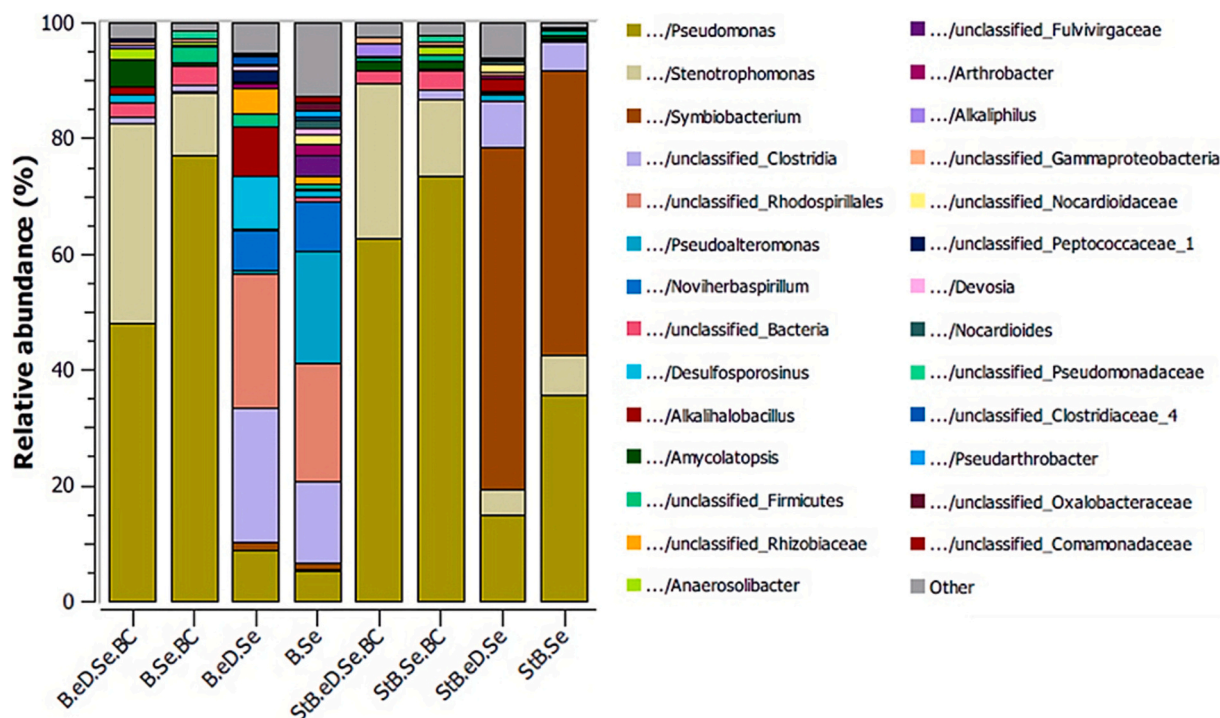 Relative abundance (%)
100
80
60
40
20
0
B.eD.Se.BC
B.Se.BC
B.eD.Se
B.Se
StB.eD.Se.BC
StB.Se.BC
StB.eD.Se
StB.Se
.../Pseudomonas
.../Stenotrophomonas
.../Symbiobacterium
.../unclassified_Clostridia
.../unclassified_Rhodospirillales
.../Pseudoalteromonas
.../Noviherbaspirillum
.../unclassified_Bacteria
.../Desulfosporosinus
.../Alkalihalobacillus
.../Amycolatopsis
.../unclassified_Firmicutes
.../unclassified_Rhizobiaceae
.../Anaerosolibacter
.../unclassified_Fulvivirgaceae
.../Arthrobacter
.../Alkaliphilus
.../unclassified_Gammaproteobacteria
.../unclassified_Nocardioidaceae
.../unclassified_Peptococcaceae_1
.../Devosia
.../Nocardioides
.../unclassified_Pseudomonadaceae
.../unclassified_Clostridiaceae_4
.../Pseudarthrobacter
.../unclassified_Oxalobacteraceae
.../unclassified_Comamonadaceae
Other